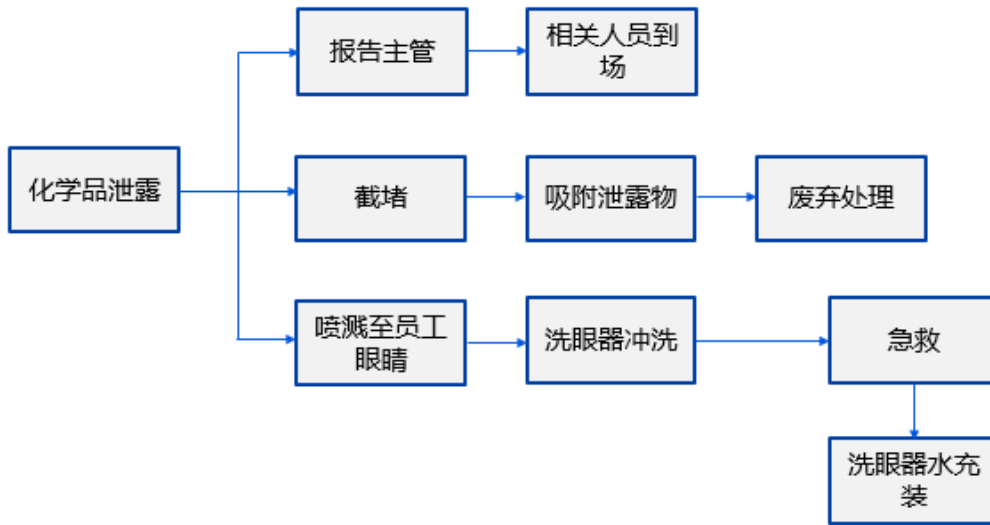 报告主管
相关人员到
场
化学品泄露
截堵
吸附泄露物
废弃处理
喷溅至员工
眼睛
洗眼器冲洗
急救
洗眼器水充
装